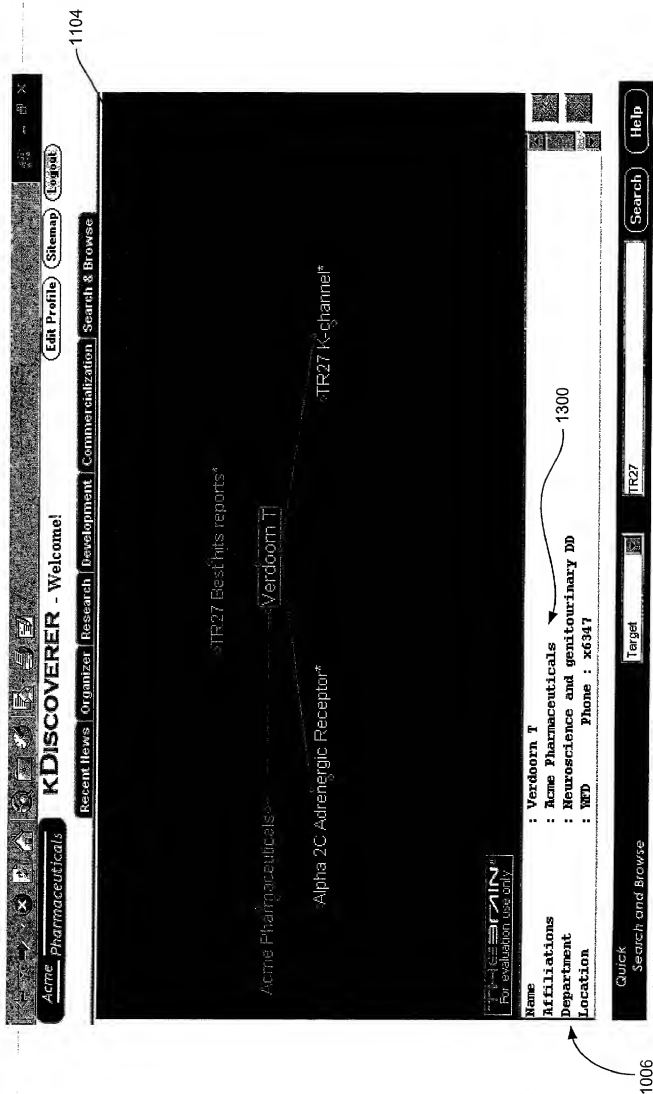 1104
Acme
Pharmaceuticals
KDISCOVERER - Welcome!
Edit Profile Sitemap Logout
Recent News Organizer Research Development Commercialization Search & Browse
TR27 Best hits reports*
Acme Pharmaceuticals
Verdoorn T
Alpha 2C Adrenergic Receptor*
TR27 K-channel*
THEBRAIN
For evaluation use only
Name : Verdoorn T
Affiliations : Acme Pharmaceuticals
1300
Department : Neuroscience and genitourinary DD
Location : WFD Phone : x6347
1006
Quick
Search and Browse
Target
TR27
Search
Help